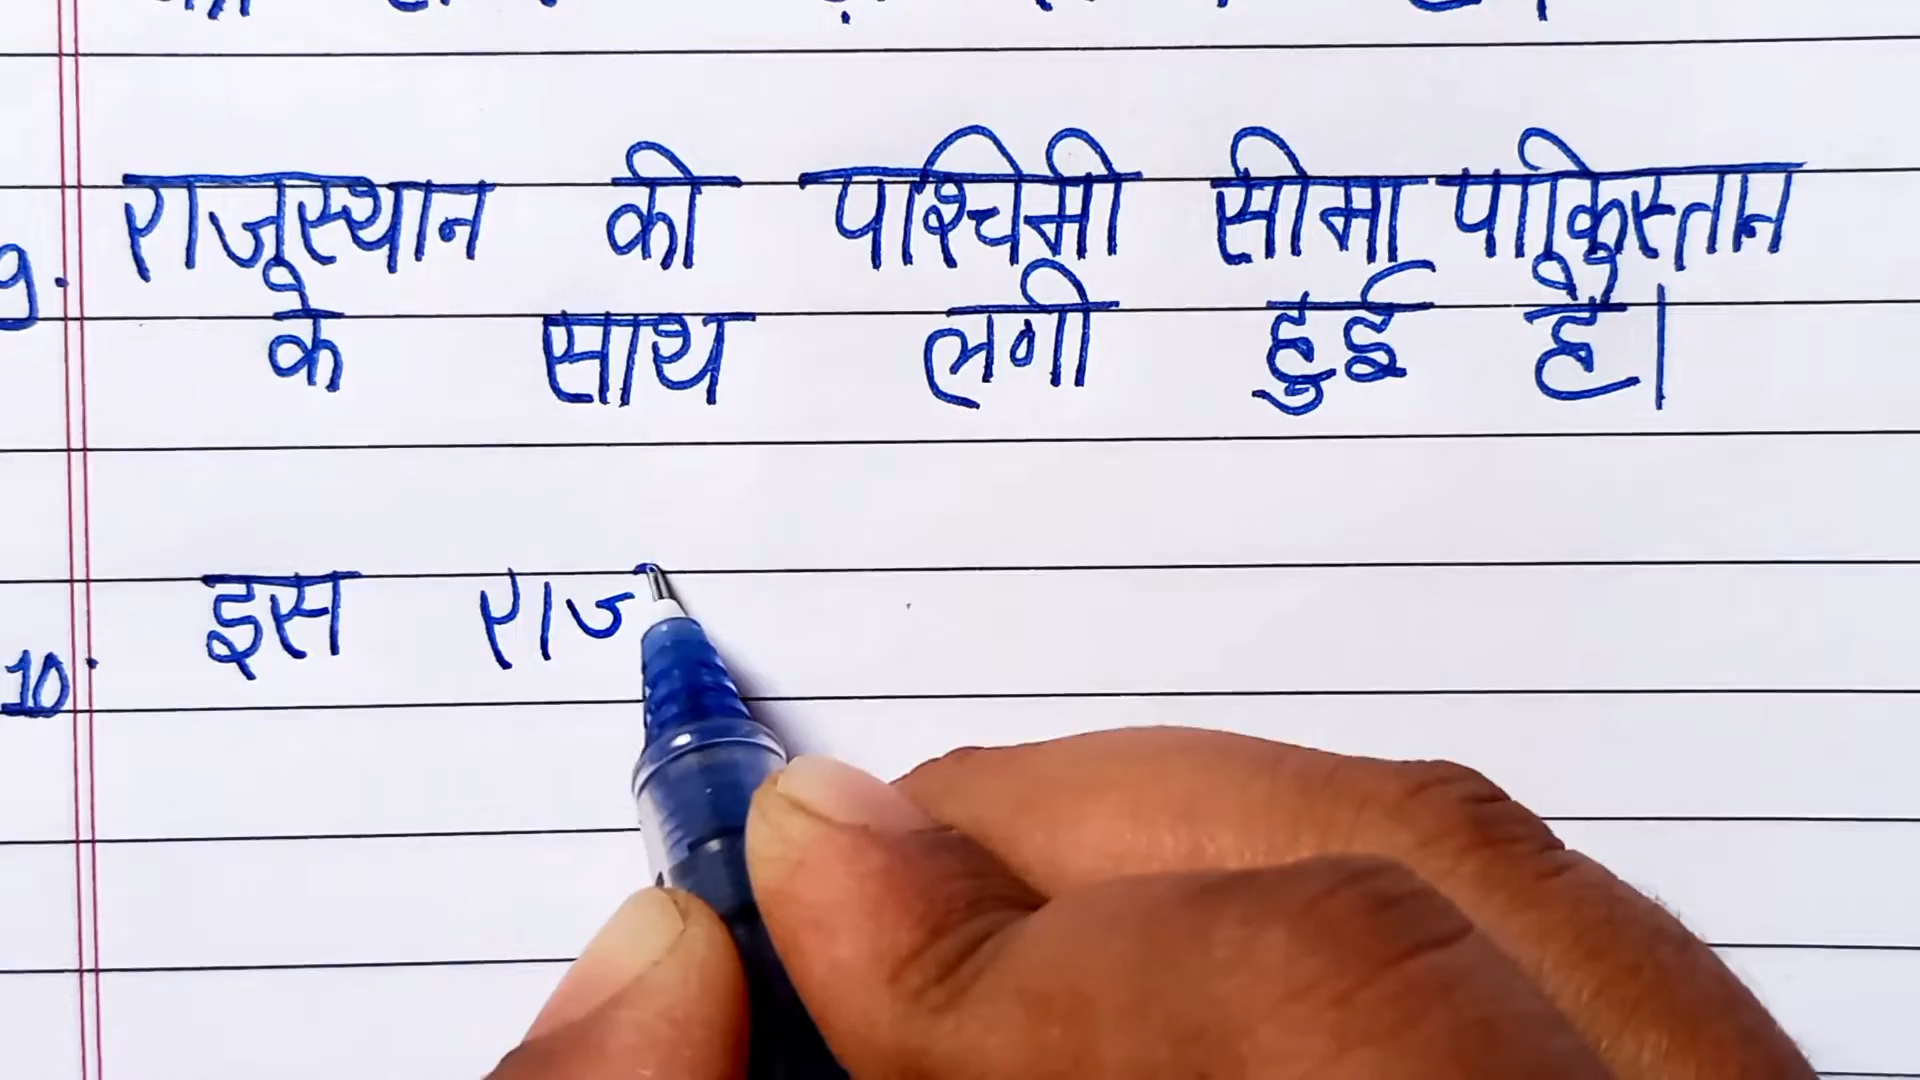 9. राजस्थान की पश्चिमी सीमा पाकिस्तान
के साथ लगी हुई है।
10. इस राज